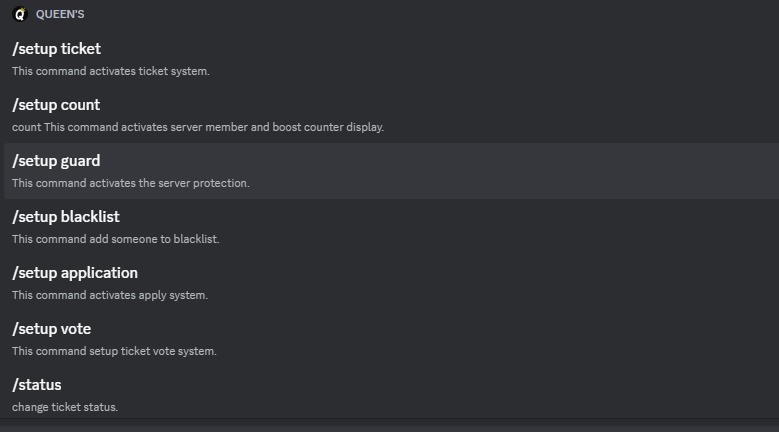 QUEEN'S
/setup ticket
This command activates ticket system.
/setup count
count This command activates server member and boost counter display.
/setup guard
This command activates the server protection.
/setup blacklist
This command add someone to blacklist.
/setup application
This command activates apply system.
/setup vote
This command setup ticket vote system.
/status
change ticket status.